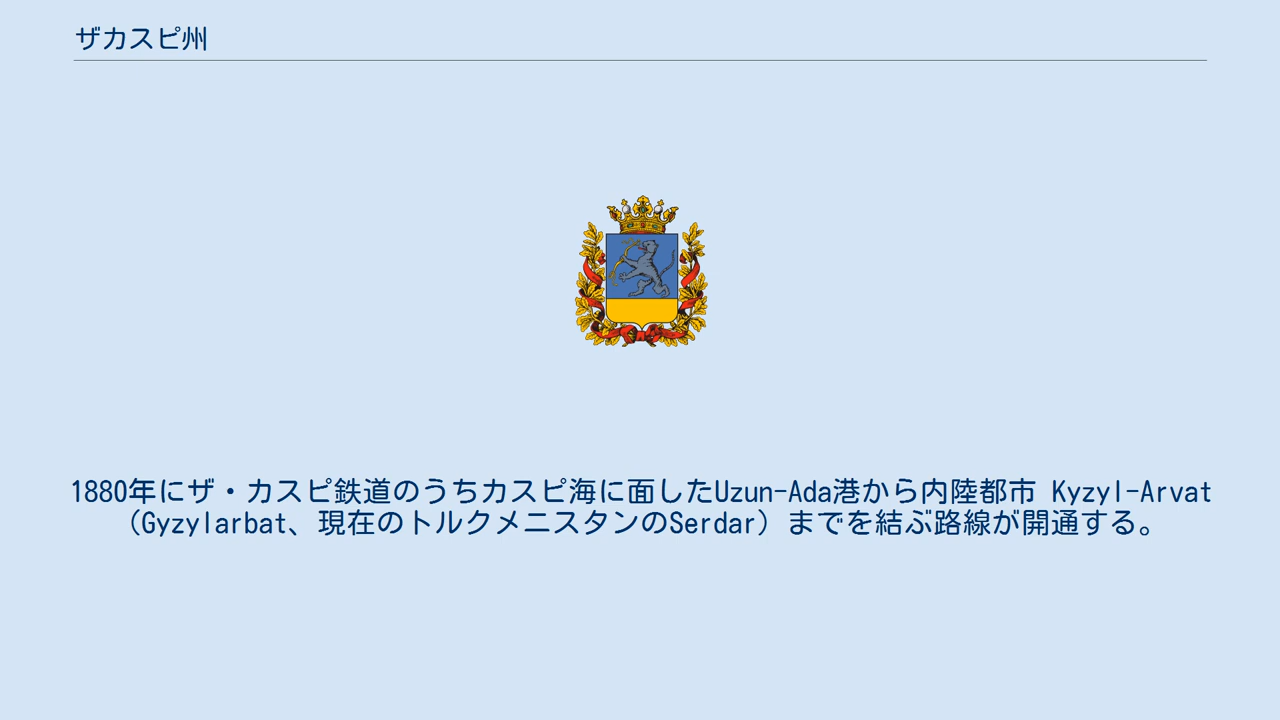 ザカスピ州
1880年にザ・カスピ鉄道のうちカスピ海に面したUzun-Ada港から内陸都市 Kyzyl-Arvat
（Gyzylarbat、現在のトルクメニスタンのSerdar）までを結ぶ路線が開通する。